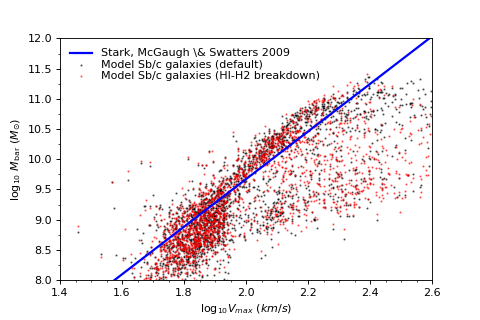 12.0
11.5
11.0
10.5
10.0
9.5
9.0
8.5
8.0
log₁₀ M_bar (M⊙)
Stark, McGaugh \& Swatters 2009
Model Sb/c galaxies (default)
Model Sb/c galaxies (HI-H2 breakdown)
1.4 1.6 1.8 2.0 2.2 2.4 2.6
log₁₀V_max (km/s)